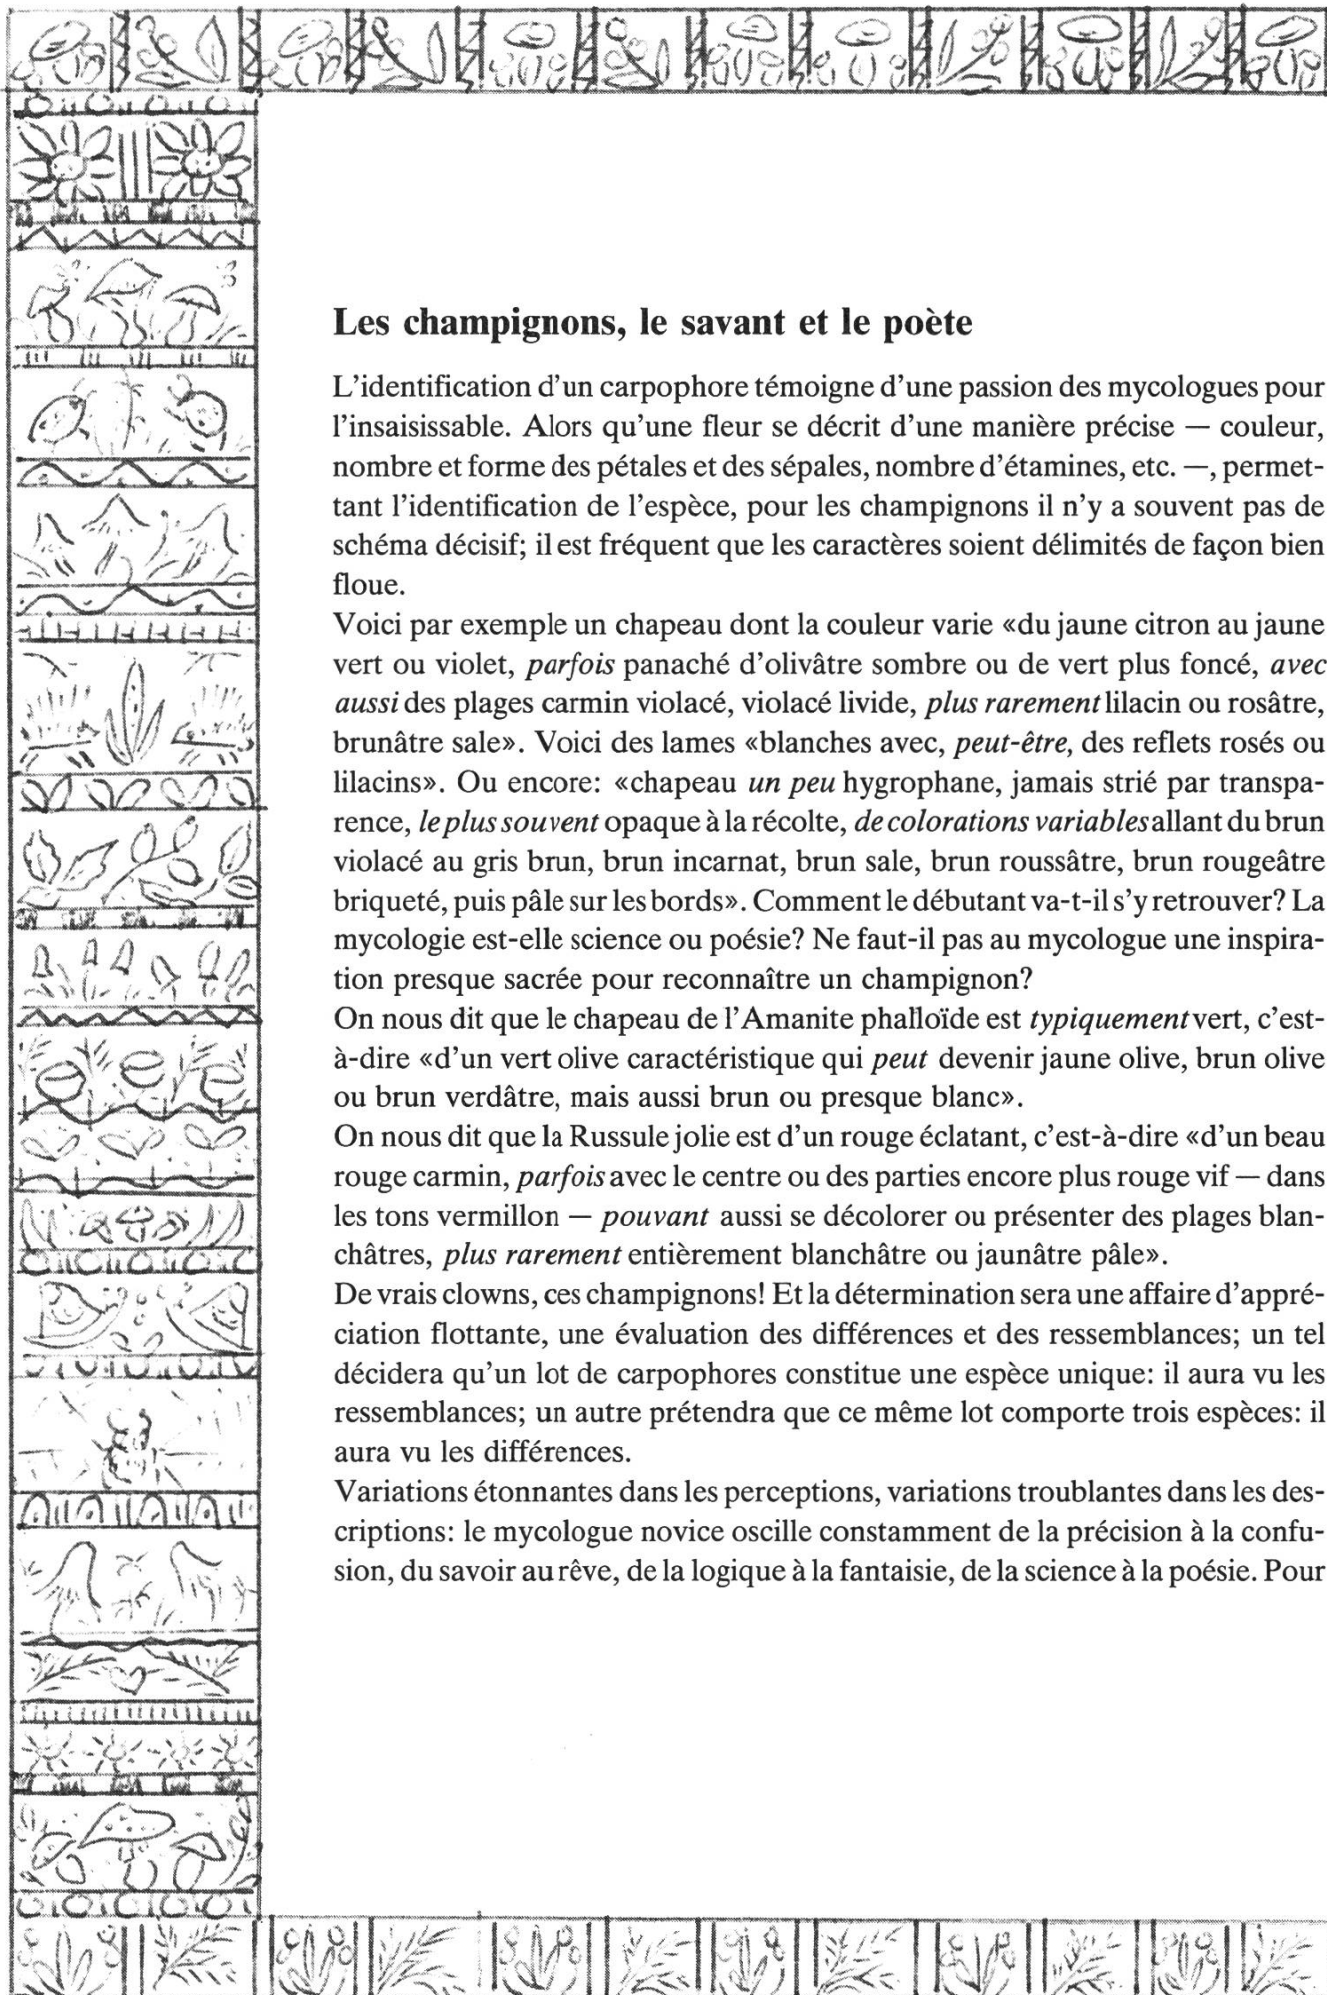 Les champignons, le savant et le poète
L'identification d'un carpophore témoigne d'une passion des mycologues pour
l'insaisissable. Alors qu'une fleur se décrit d'une manière précise — couleur,
nombre et forme des pétales et des sépales, nombre d'étamines, etc. —, permet-
tant l'identification de l'espèce, pour les champignons il n'y a souvent pas de
schéma décisif; il est fréquent que les caractères soient délimités de façon bien
floue.
Voici par exemple un chapeau dont la couleur varie «du jaune citron au jaune
vert ou violet, parfois panaché d'olivâtre sombre ou de vert plus foncé, avec
aussi des plages carmin violacé, violacé livide, plus rarement lilacin ou rosâtre,
brunâtre sale». Voici des lames «blanches avec, peut-être, des reflets rosés ou
lilacins». Ou encore: «chapeau un peu hygrophane, jamais strié par transpa-
rence, le plus souvent opaque à la récolte, de colorations variables allant du brun
violacé au gris brun, brun incarnat, brun sale, brun roussâtre, brun rougeâtre
briqueté, puis pâle sur les bords». Comment le débutant va-t-il s'y retrouver? La
mycologie est-elle science ou poésie? Ne faut-il pas au mycologue une inspira-
tion presque sacrée pour reconnaître un champignon?
On nous dit que le chapeau de l'Amanite phalloïde est typiquement vert, c'est-
à-dire «d'un vert olive caractéristique qui peut devenir jaune olive, brun olive
ou brun verdâtre, mais aussi brun ou presque blanc».
On nous dit que la Russule jolie est d'un rouge éclatant, c'est-à-dire «d'un beau
rouge carmin, parfois avec le centre ou des parties encore plus rouge vif — dans
les tons vermillon — pouvant aussi se décolorer ou présenter des plages blan-
châtres, plus rarement entièrement blanchâtre ou jaunâtre pâle».
De vrais clowns, ces champignons! Et la détermination sera une affaire d'appré-
ciation flottante, une évaluation des différences et des ressemblances; un tel
décidera qu'un lot de carpophores constitue une espèce unique: il aura vu les
ressemblances; un autre prétendra que ce même lot comporte trois espèces: il
aura vu les différences.
Variations étonnantes dans les perceptions, variations troublantes dans les des-
criptions: le mycologue novice oscille constamment de la précision à la confu-
sion, du savoir au rêve, de la logique à la fantaisie, de la science à la poésie. Pour